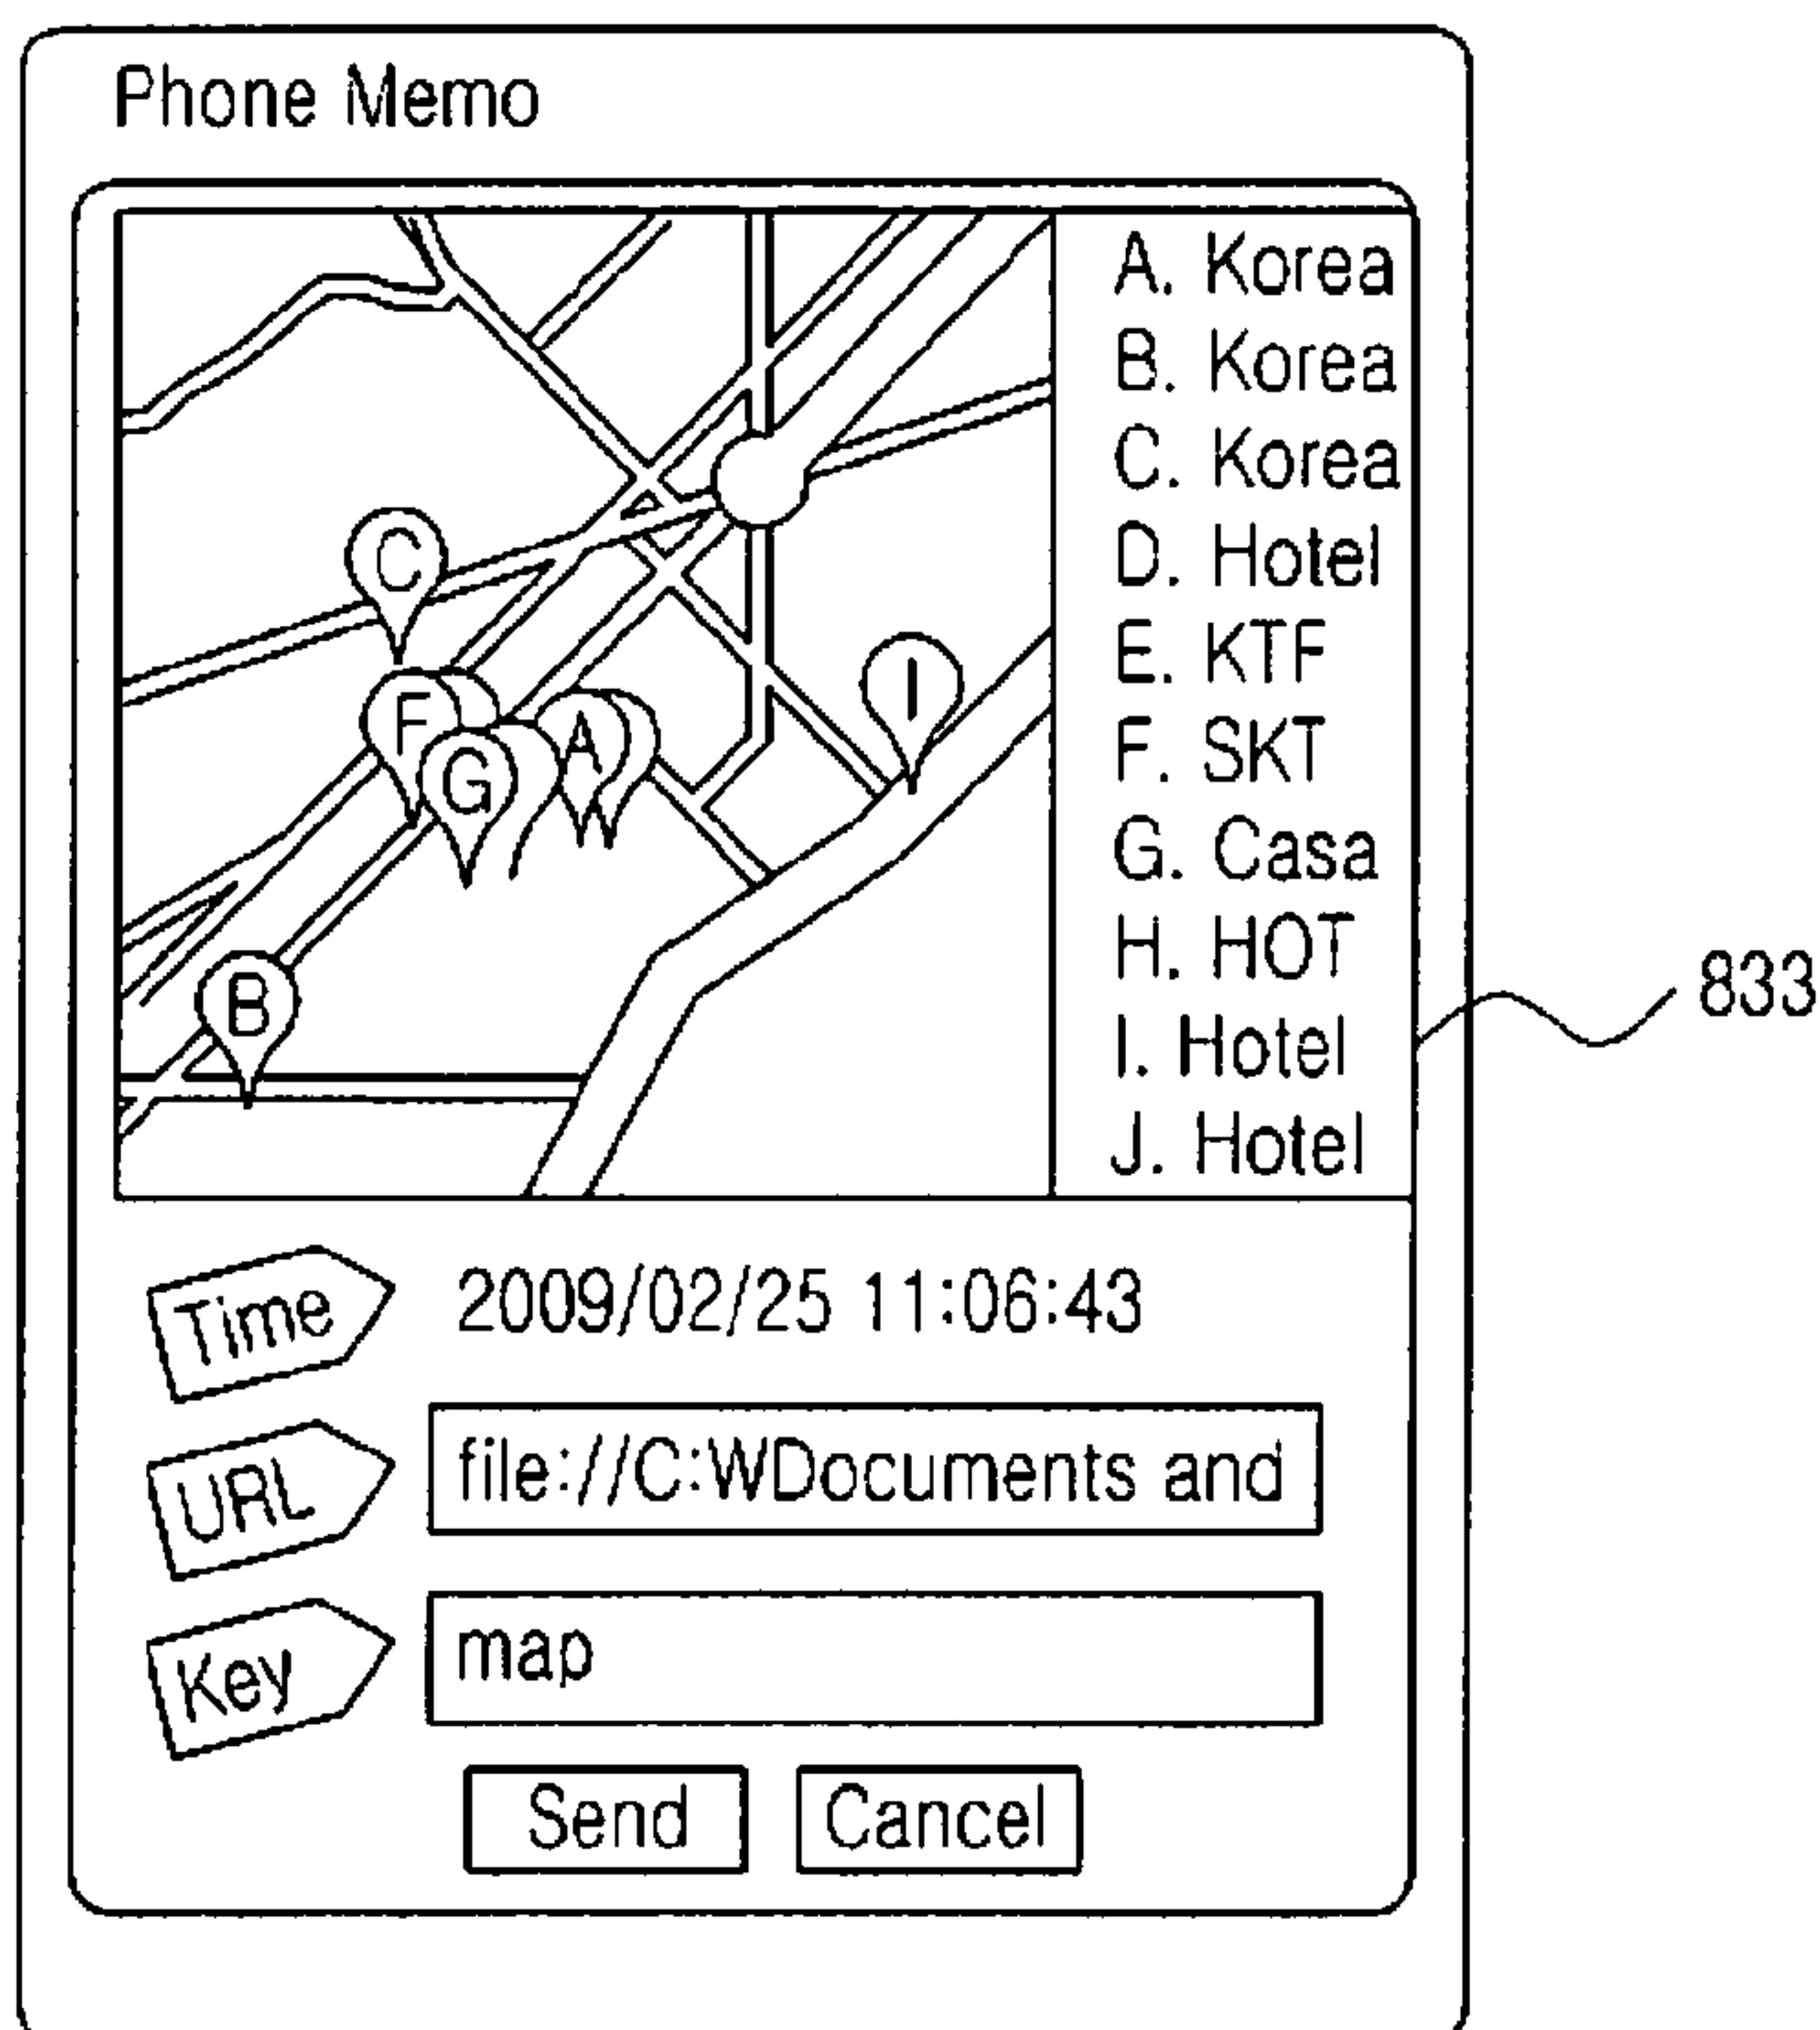 Phone Memo
A. Korea
B. Korea
C. Korea
D. Hotel
E. KTF
F. SKT
G. Casa
H. HOT
I. Hotel
J. Hotel
C
I
F
A
G
B
833
Time 2009/02/25 11:06:43
URL file://C:WDocuments and
Key map
Send Cancel